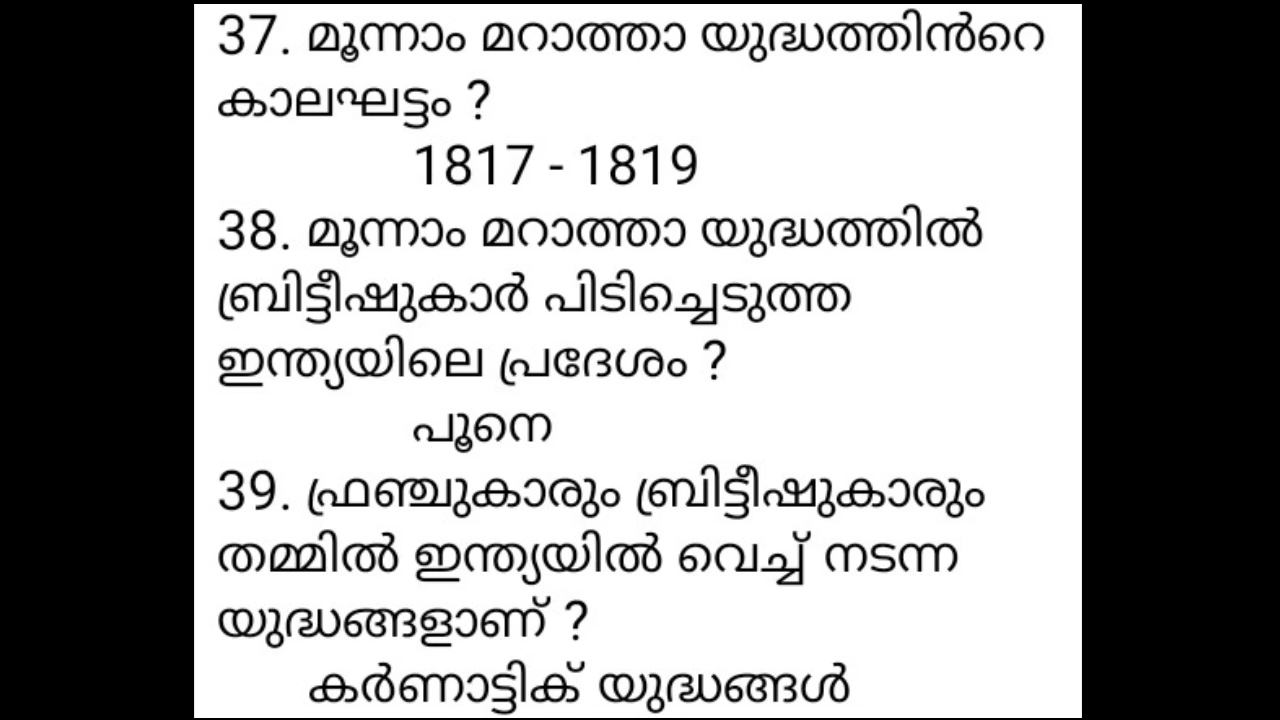 37. മൂന്നാം മറാത്താ യുദ്ധത്തിൻറെ
കാലഘട്ടം ?
1817 - 1819
38. മൂന്നാം മറാത്താ യുദ്ധത്തിൽ
ബ്രിട്ടീഷുകാർ പിടിച്ചെടുത്ത
ഇന്ത്യയിലെ പ്രദേശം ?
പൂനെ
39. ഫ്രഞ്ചുകാരും ബ്രിട്ടീഷുകാരും
തമ്മിൽ ഇന്ത്യയിൽ വെച്ച് നടന്ന
യുദ്ധങ്ങളാണ് ?
കർണാട്ടിക് യുദ്ധങ്ങൾ